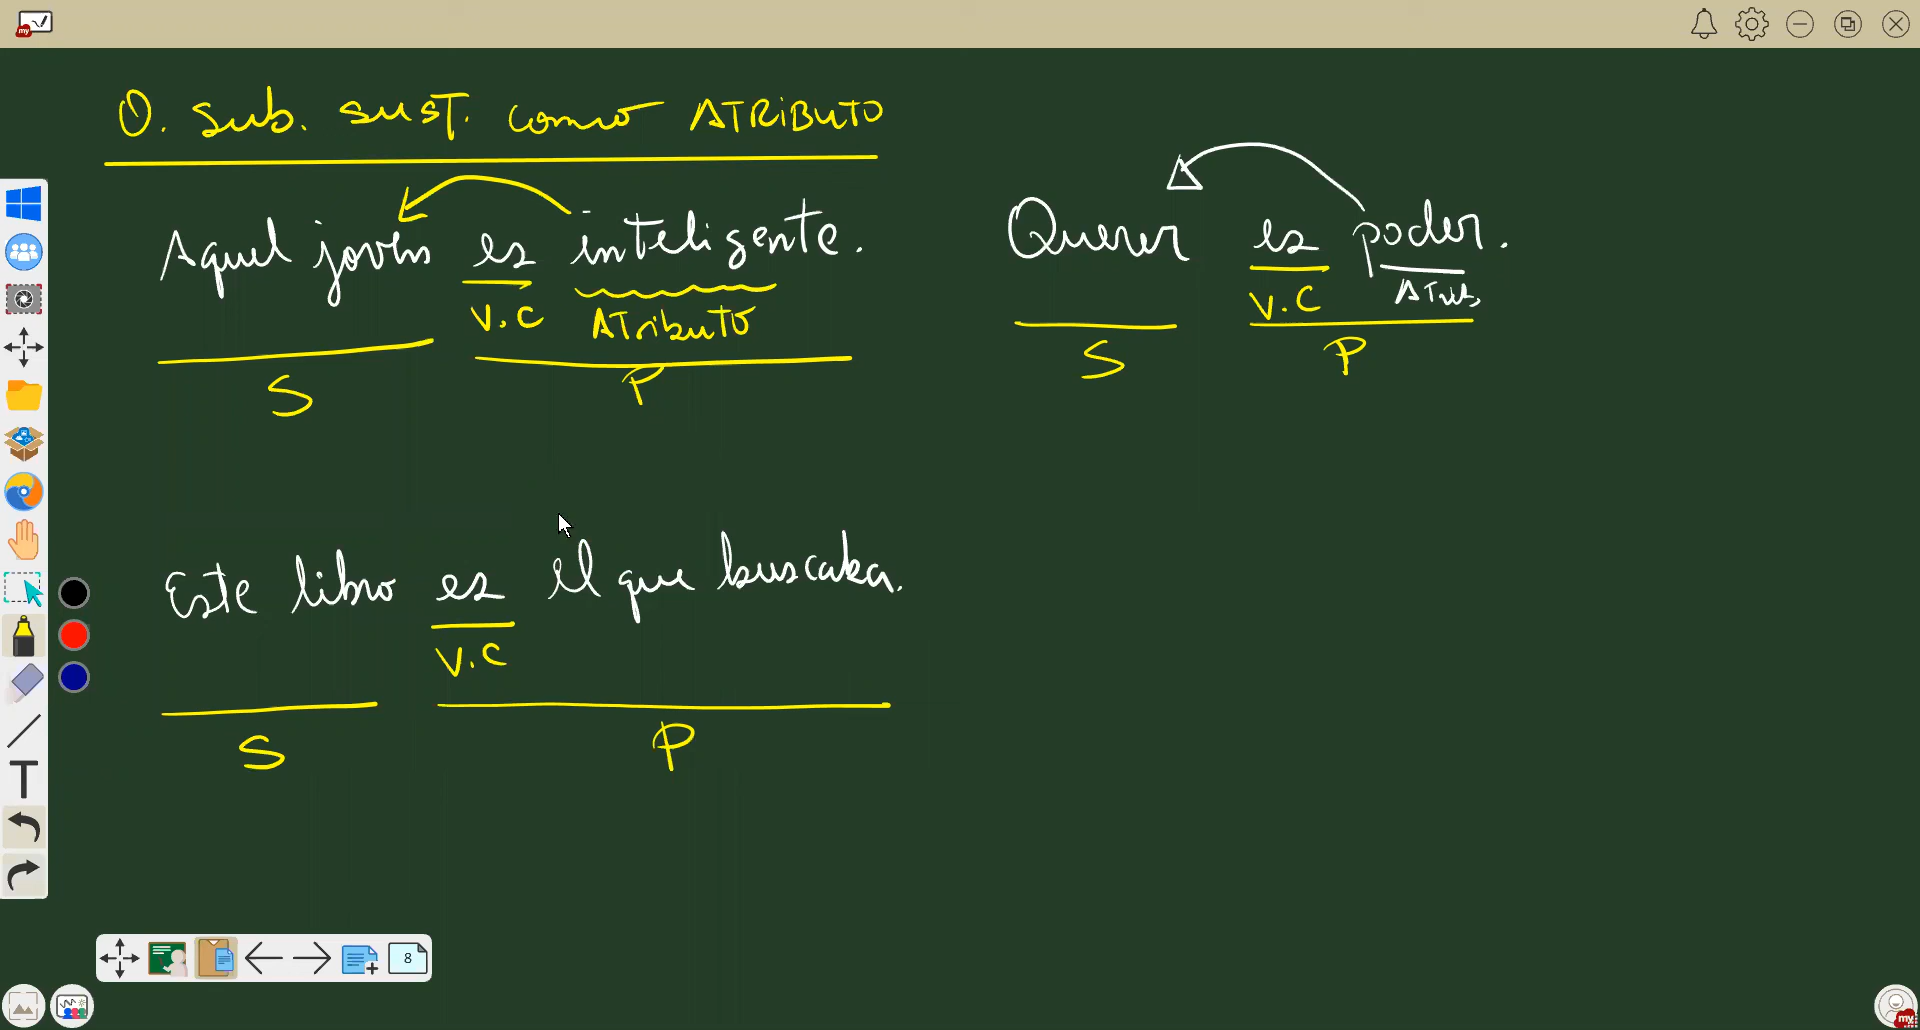 O. sub. sust. como ATRIBUTO
Aquel joven es inteligente.
V.C Atributo
S P
Querer es poder.
V.C Atrib.
S P
Este libro es el que buscaba.
V.C
S P
8